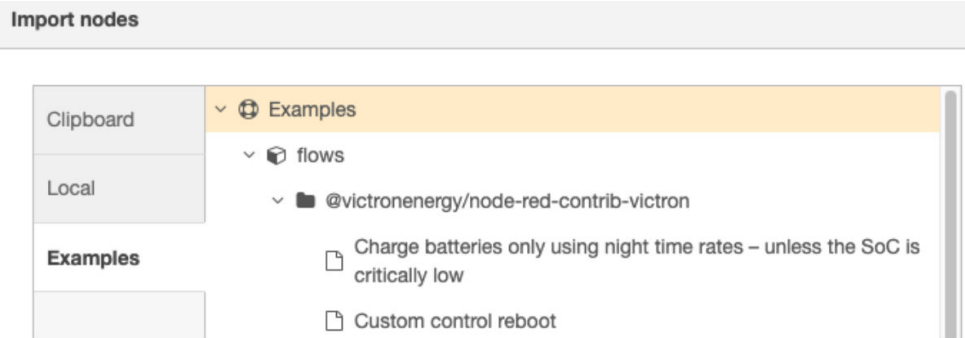 Import nodes
Clipboard
Local
Examples
Examples
flows
@victronenergy/node-red-contrib-victron
Charge batteries only using night time rates – unless the SoC is
critically low
Custom control reboot